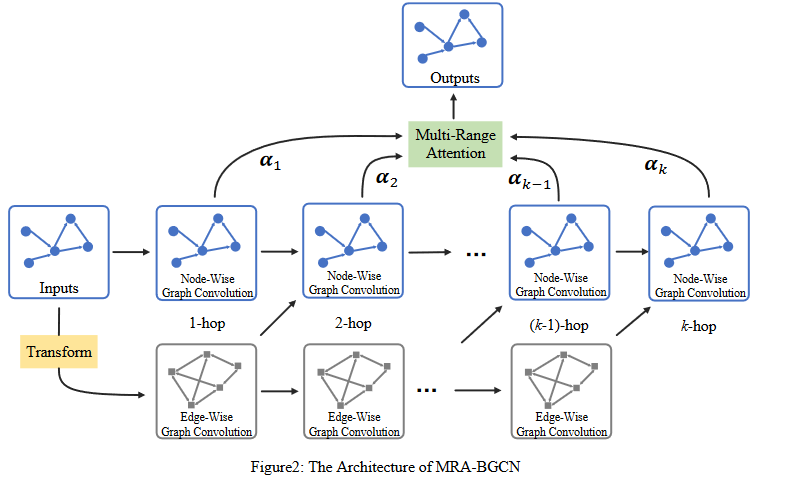 Outputs
Multi-Range
Attention
α1
α2
αk−1
αk
Inputs
Node-Wise
Graph Convolution
Node-Wise
Graph Convolution
...
Node-Wise
Graph Convolution
Node-Wise
Graph Convolution
1-hop
2-hop
(k-1)-hop
k-hop
Transform
Edge-Wise
Graph Convolution
Edge-Wise
Graph Convolution
...
Edge-Wise
Graph Convolution
Figure2: The Architecture of MRA-BGCN